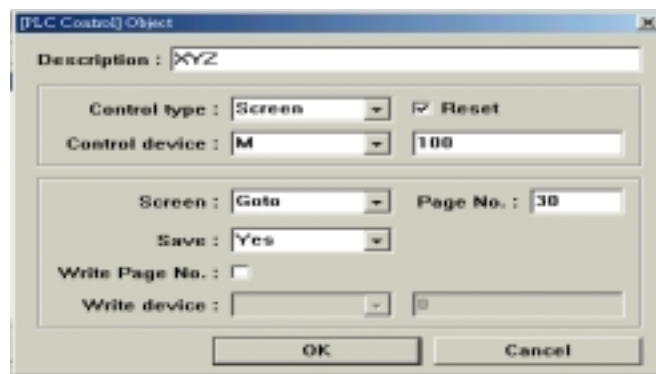 [PLC Control] Object
Description : XYZ
Control type : Screen Reset
Control device : M 100
Screen : Goto Page No. : 30
Save : Yes
Write Page No. :
Write device : 0
OK Cancel